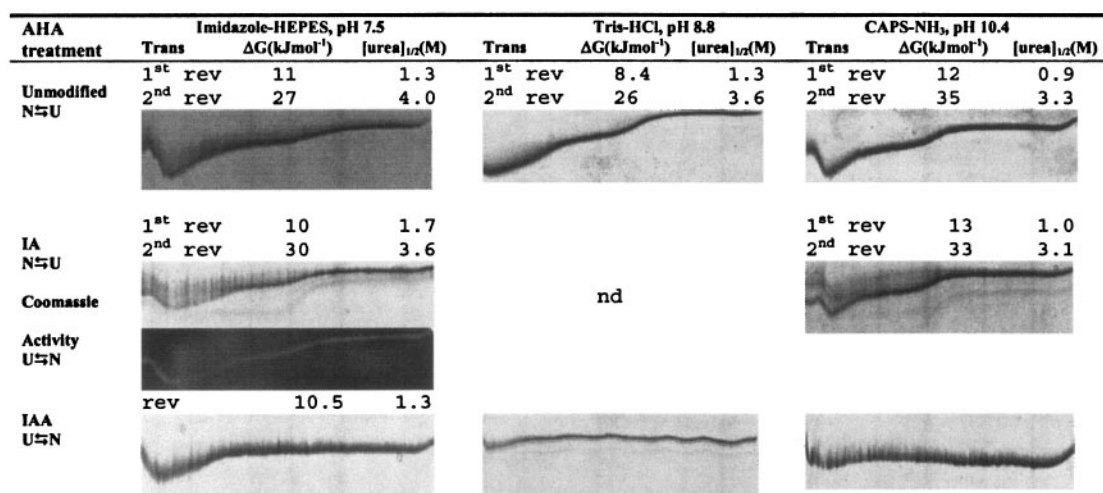 AHA treatment Imidazole-HEPES, pH 7.5 Tris-HCl, pH 8.8 CAPS-NH₃, pH 10.4
Trans ΔG(kJmol⁻¹) [urea]₁/₂(M) Trans ΔG(kJmol⁻¹) [urea]₁/₂(M) Trans ΔG(kJmol⁻¹) [urea]₁/₂(M)
1st rev 11 1.3 1st rev 8.4 1.3 1st rev 12 0.9
Unmodified 2nd rev 27 4.0 2nd rev 26 3.6 2nd rev 35 3.3
N⇆U
1st rev 10 1.7 1st rev 13 1.0
IA 2nd rev 30 3.6 2nd rev 33 3.1
N⇆U
Coomassie nd
Activity
U⇆N
rev 10.5 1.3
IAA
U⇆N